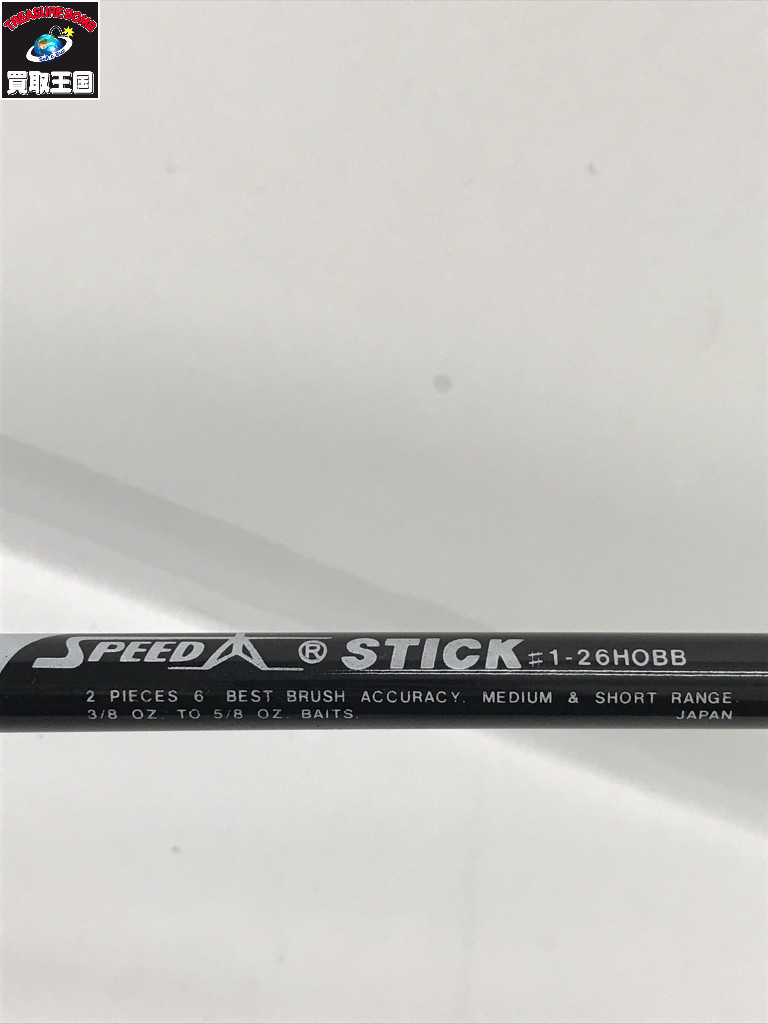 TREASURE BOMB
買取王国
SPEED STICK® #1-26HOBB
2 PIECES 6' BEST BRUSH ACCURACY. MEDIUM & SHORT RANGE.
3/8 OZ. TO 5/8 OZ. BAITS. JAPAN